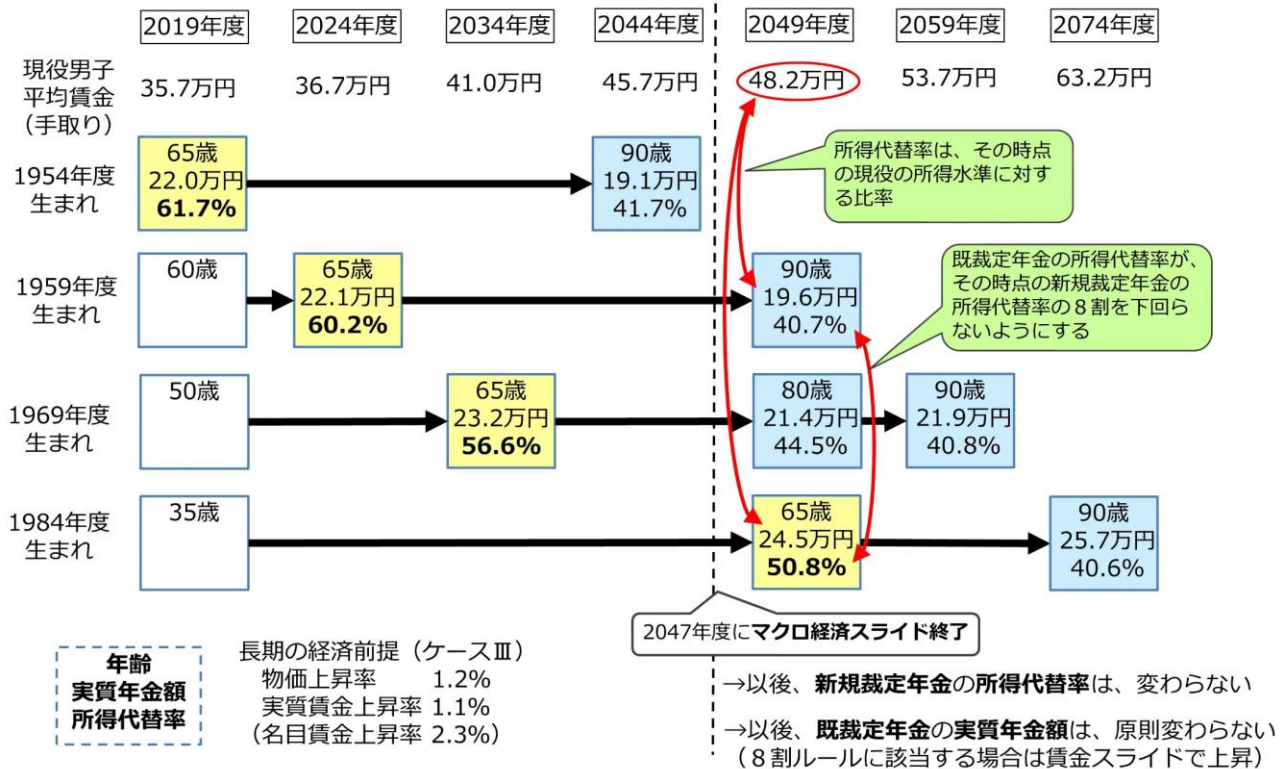 2019年度 2024年度 2034年度 2044年度 2049年度 2059年度 2074年度
現役男子
平均賃金
（手取り）
35.7万円 36.7万円 41.0万円 45.7万円 48.2万円 53.7万円 63.2万円
1954年度
生まれ
65歳
22.0万円
61.7%
90歳
19.1万円
41.7%
所得代替率は、その時点
の現役の所得水準に対す
る比率
1959年度
生まれ
60歳
65歳
22.1万円
60.2%
90歳
19.6万円
40.7%
既裁定年金の所得代替率が、
その時点の新規裁定年金の
所得代替率の８割を下回ら
ないようにする
1969年度
生まれ
50歳
65歳
23.2万円
56.6%
80歳
21.4万円
44.5%
90歳
21.9万円
40.8%
1984年度
生まれ
35歳
65歳
24.5万円
50.8%
90歳
25.7万円
40.6%
2047年度にマクロ経済スライド終了
年齢
実質年金額
所得代替率
長期の経済前提（ケースⅢ）
物価上昇率 1.2%
実質賃金上昇率 1.1%
（名目賃金上昇率 2.3%）
→以後、新規裁定年金の所得代替率は、変わらない
→以後、既裁定年金の実質年金額は、原則変わらない
（８割ルールに該当する場合は賃金スライドで上昇）